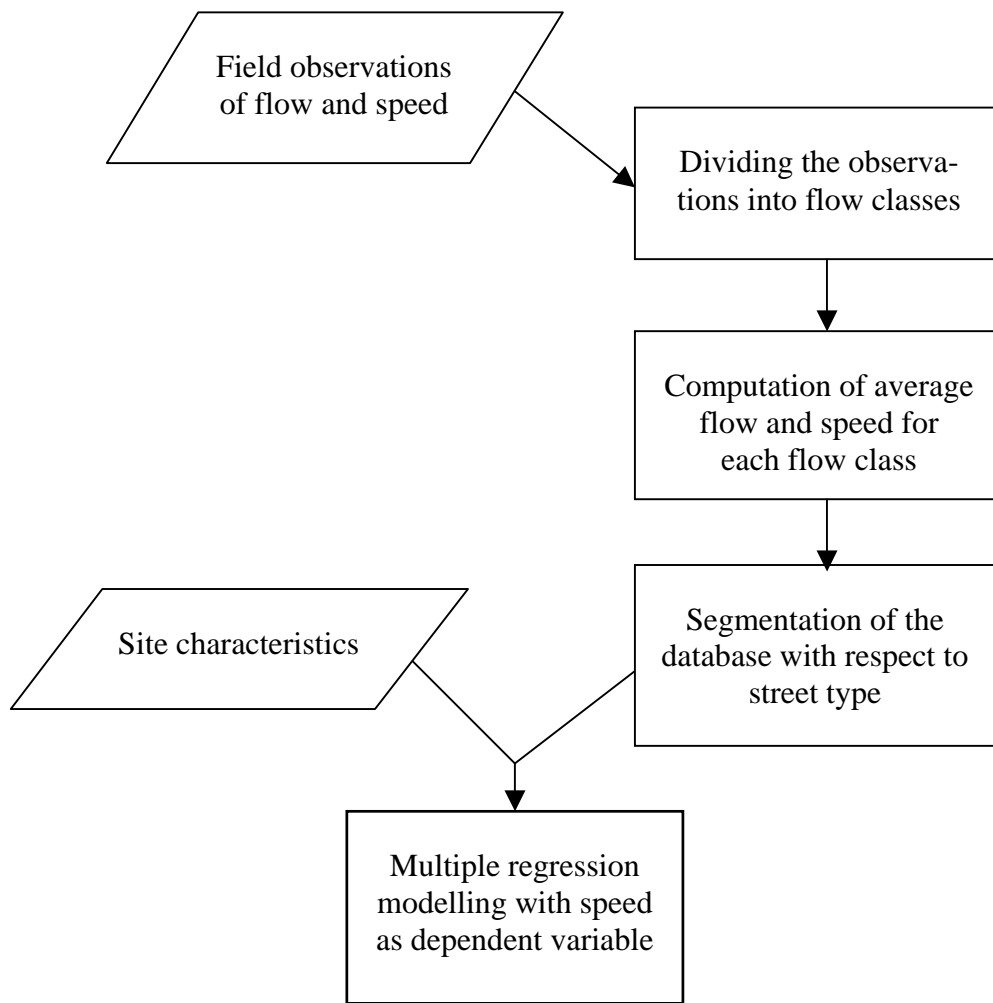 Field observations
of flow and speed
Dividing the observa-
tions into flow classes
Computation of average
flow and speed for
each flow class
Site characteristics
Segmentation of the
database with respect to
street type
Multiple regression
modelling with speed
as dependent variable